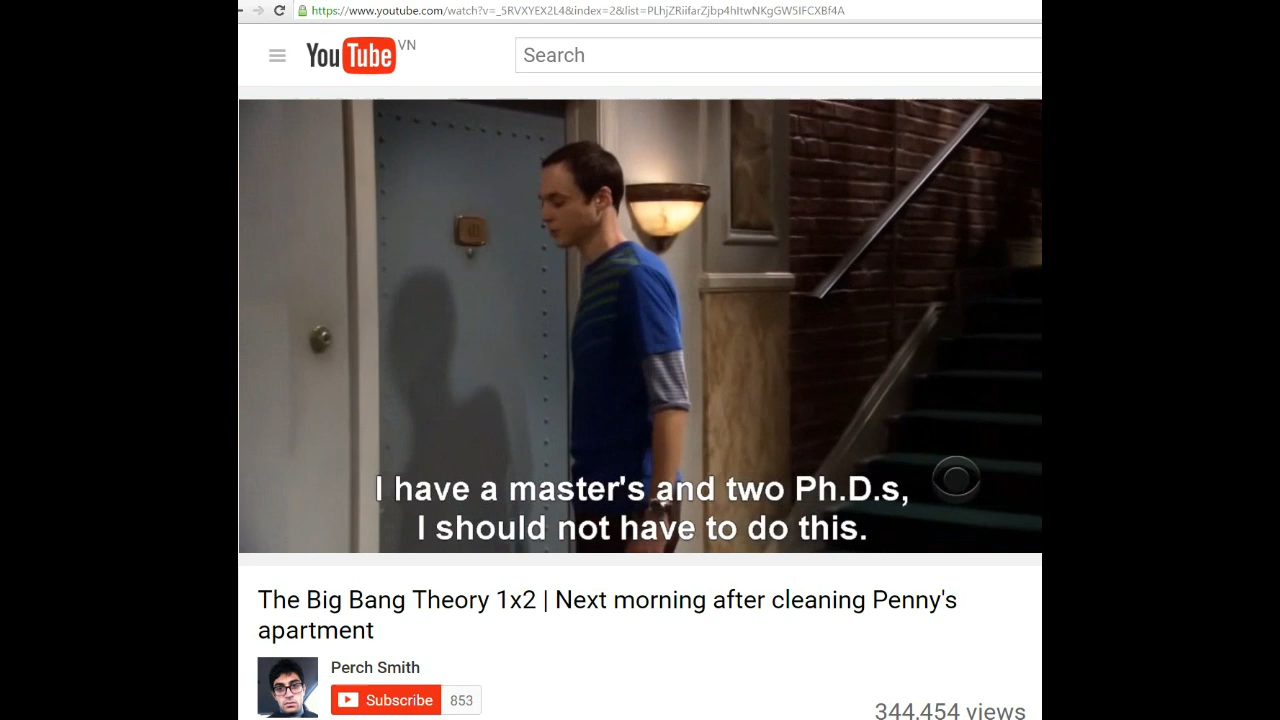 https://www.youtube.com/watch?v=_5RVXYEX2L4&index=2&list=PLhjZRiifarZjbp4hItwNKgGW5IFCXBf4A
YouTube VN
Search
I have a master's and two Ph.D.s,
I should not have to do this.
The Big Bang Theory 1x2 | Next morning after cleaning Penny's
apartment
Perch Smith
Subscribe 853
344,454 views